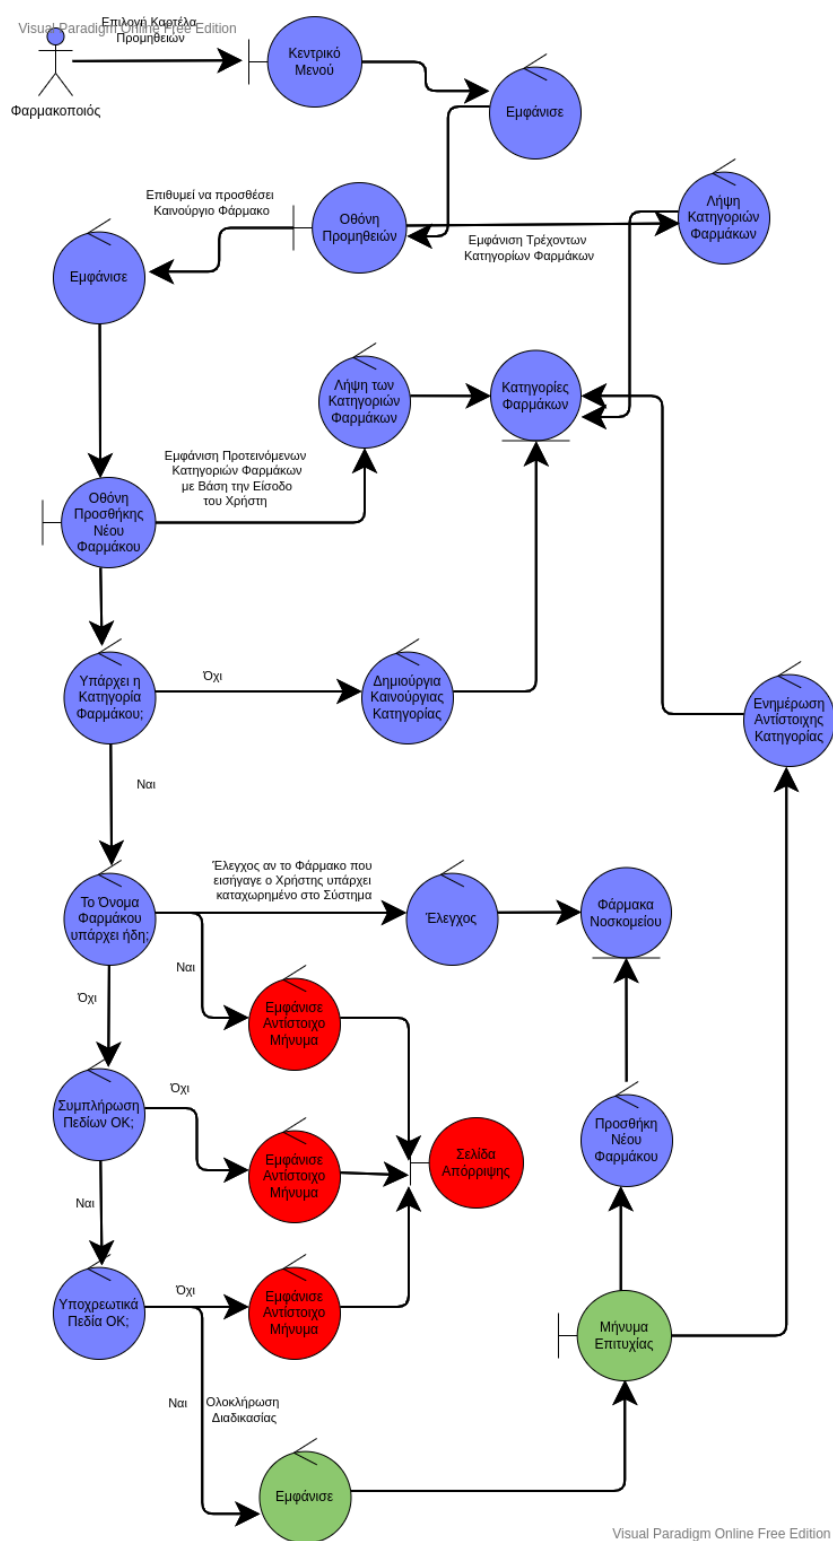 Visual Paradigm Online Free Edition
Επιλογή Καρτέλα
Προμηθειών
Φαρμακοποιός
Κεντρικό
Μενού
Εμφάνισε
Επιθυμεί να προσθέσει
Καινούργιο Φάρμακο
Οθόνη
Προμηθειών
Εμφάνιση Τρέχοντων
Κατηγορίων Φαρμάκων
Λήψη
Κατηγοριών
Φαρμάκων
Εμφάνισε
Λήψη των
Κατηγοριών
Φαρμάκων
Κατηγορίες
Φαρμάκων
Εμφάνιση Προτεινόμενων
Κατηγοριών Φαρμάκων
με Βάση την Είσοδο
του Χρήστη
Οθόνη
Προσθήκης
Νέου
Φαρμάκου
Υπάρχει η
Κατηγορία
Φαρμάκου;
Όχι
Δημιούργια
Καινούργιας
Κατηγορίας
Ενημέρωση
Αντίστοιχης
Κατηγορίας
Ναι
Το Όνομα
Φαρμάκου
υπάρχει ήδη;
Έλεγχος αν το Φάρμακο που
εισήγαγε ο Χρήστης υπάρχει
καταχωρημένο στο Σύστημα
Έλεγχος
Φάρμακα
Νοσκομείου
Ναι
Όχι
Εμφάνισε
Αντίστοιχο
Μήνυμα
Συμπλήρωση
Πεδίων ΟΚ;
Όχι
Εμφάνισε
Αντίστοιχο
Μήνυμα
Σελίδα
Απόρριψης
Προσθήκη
Νέου
Φαρμάκου
Ναι
Υποχρεωτικά
Πεδία ΟΚ;
Όχι
Εμφάνισε
Αντίστοιχο
Μήνυμα
Μήνυμα
Επιτυχίας
Ναι
Ολοκλήρωση
Διαδικασίας
Εμφάνισε
Visual Paradigm Online Free Edition